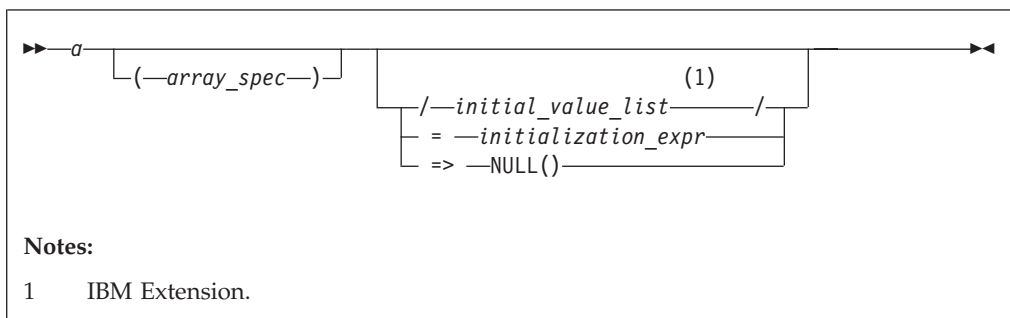 a
( array_spec )
(1)
/ initial_value_list /
= initialization_expr
=> NULL()
Notes:
1 IBM Extension.